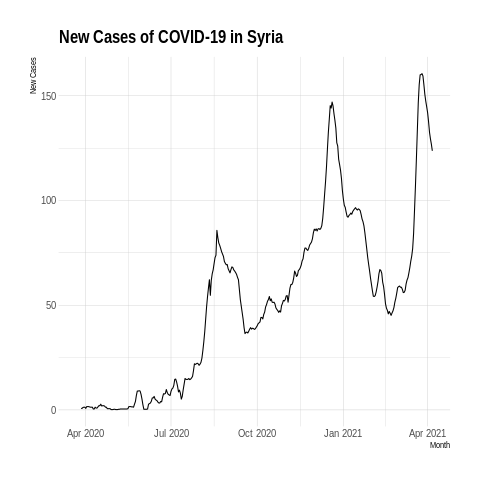 New Cases of COVID-19 in Syria
New Cases
150
100
50
0
Apr 2020 Jul 2020 Oct 2020 Jan 2021 Apr 2021
Month